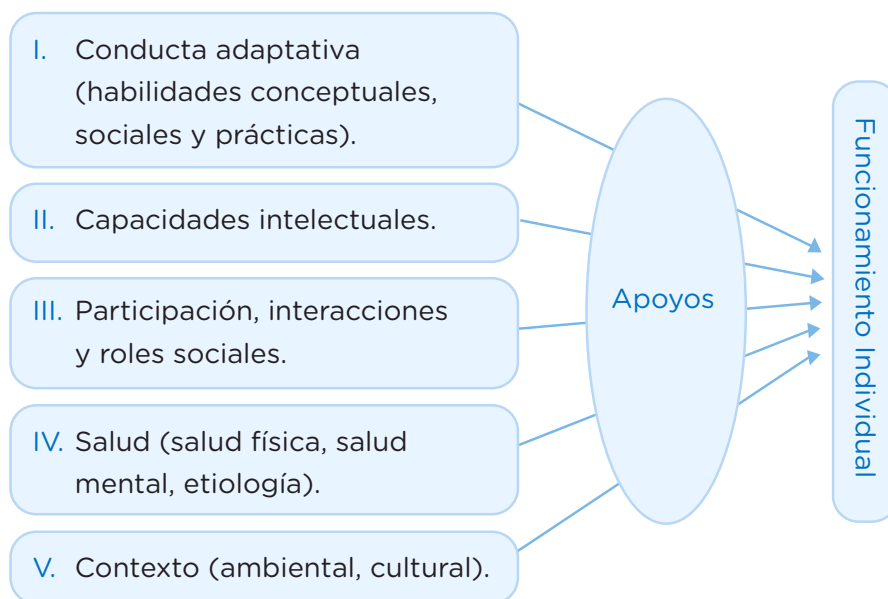 I. Conducta adaptativa
(habilidades conceptuales,
sociales y prácticas).
II. Capacidades intelectuales.
III. Participación, interacciones
y roles sociales.
IV. Salud (salud física, salud
mental, etiología).
V. Contexto (ambiental, cultural).
Apoyos
Funcionamiento Individual